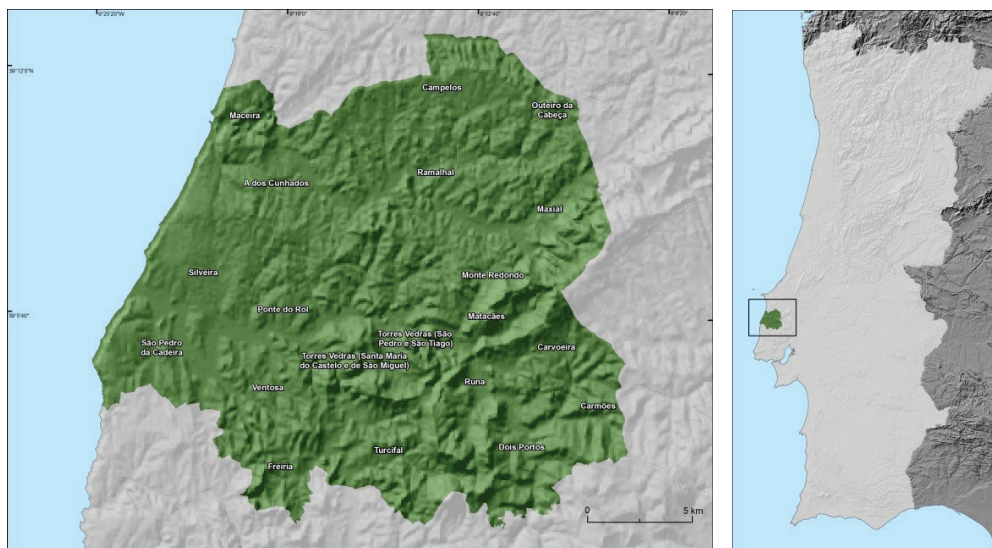 9°25'20"W
9°19'0"
9°12'40"
9°6'20"
39°12'5"N
Campelos
Outeiro da
Cabeça
Maceira
Ramalhal
A dos Cunhados
Maxial
Silveira
Monte Redondo
Ponte do Rol
39°5'40"
Matacães
Torres Vedras (São
Pedro e São Tiago)
São Pedro
da Cadeira
Carvoeira
Torres Vedras (Santa Maria
do Castelo e de São Miguel)
Runa
Ventosa
Carmões
Turcifal
Dois Portos
Freiria
0
5 km